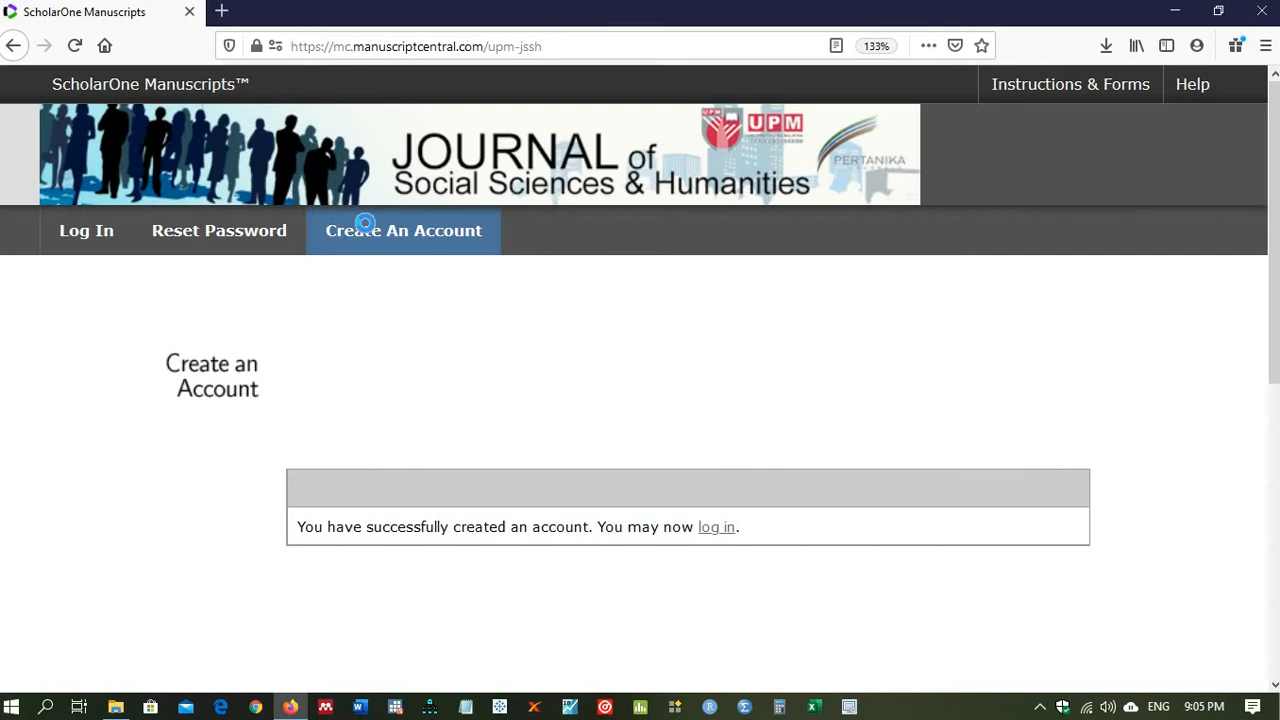 ScholarOne Manuscripts
https://mc.manuscriptcentral.com/upm-jssh
133%
ScholarOne Manuscripts™
Instructions & Forms
Help
JOURNAL of
Social Sciences & Humanities
UPM
PERTANIKA
Log In
Reset Password
Create An Account
Create an
Account
You have successfully created an account. You may now log in.
ENG
9:05 PM